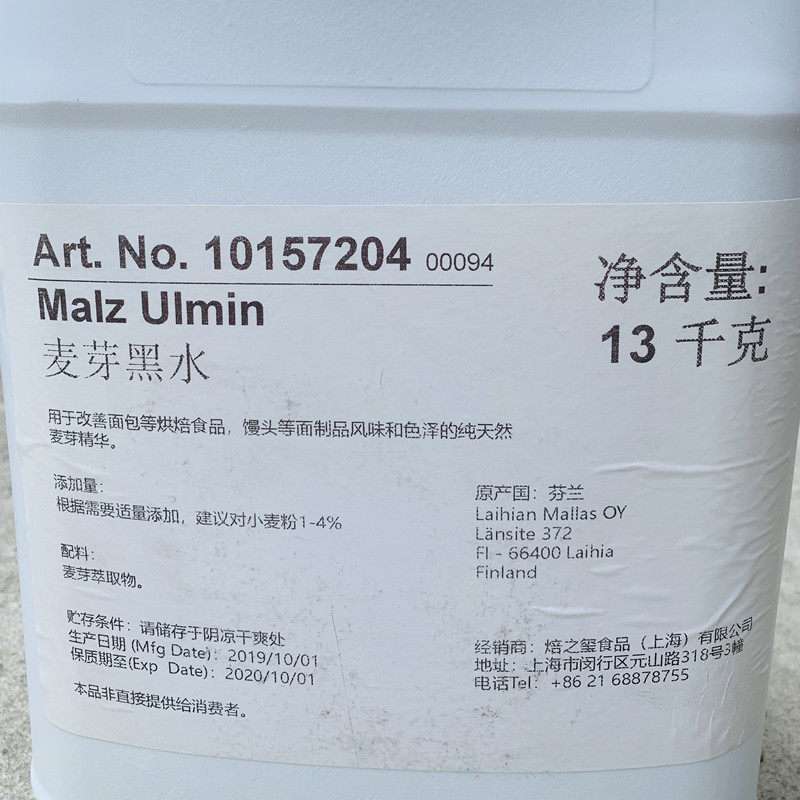 Art. No. 10157204 00094
Malz Ulmin
麦芽黑水
净含量:
13 千克
用于改善面包等烘焙食品，馒头等面制品风味和色泽的纯天然
麦芽精华。
添加量:
根据需要适量添加，建议对小麦粉1-4%
配料:
麦芽萃取物。
贮存条件：请储存于阴凉干爽处
生产日期 (Mfg Date)：2019/10/01
保质期至(Exp Date)：2020/10/01
本品非直接提供给消费者。
原产国：芬兰
Laihian Mallas OY
Länsite 372
FI - 66400 Laihia
Finland
经销商：焙之玺食品（上海）有限公司
地址：上海市闵行区元山路318号3幢
电话Tel：+86 21 68878755